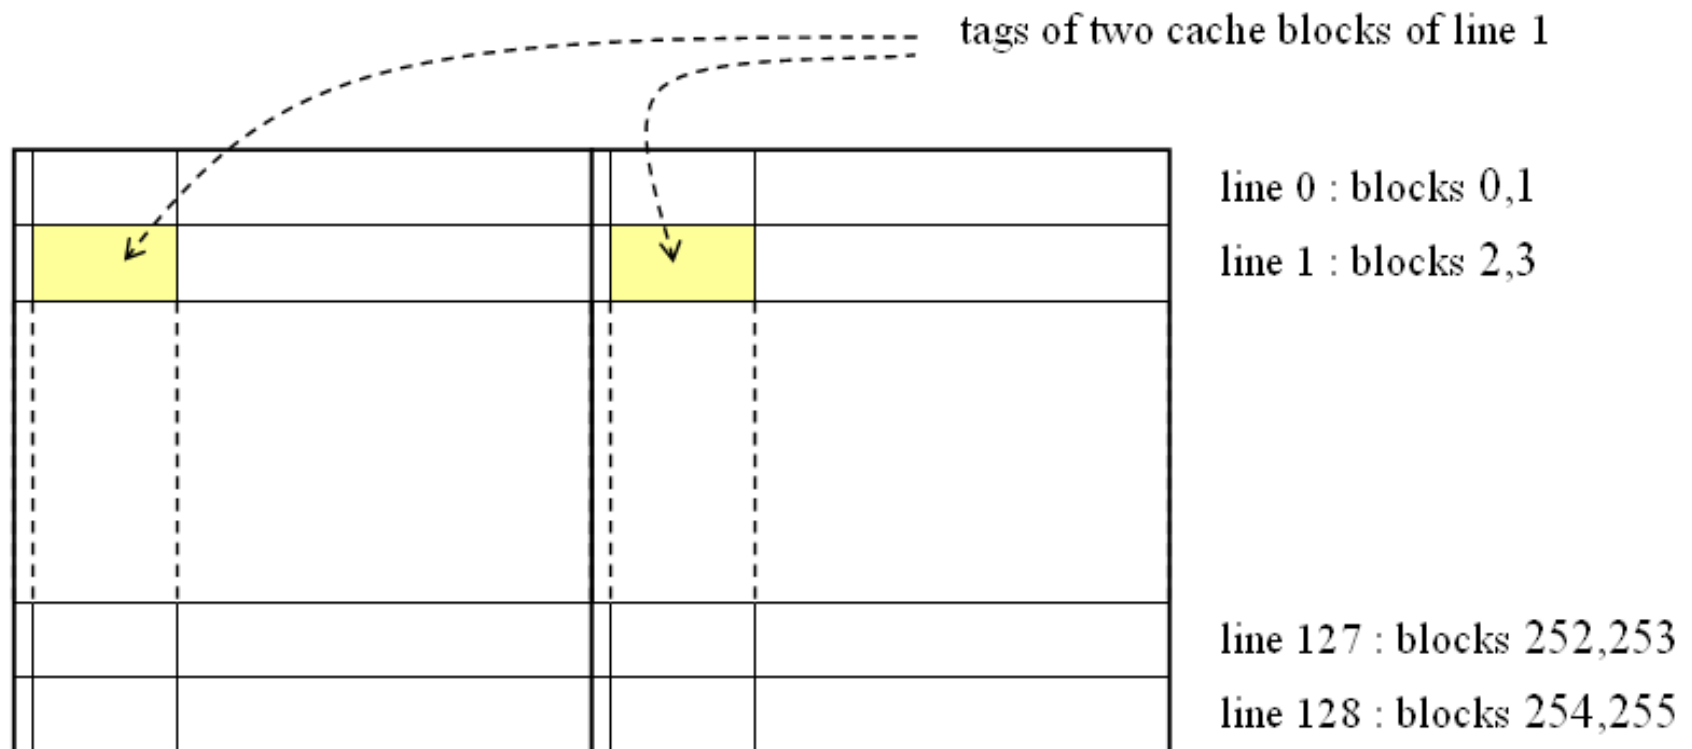 tags of two cache blocks of line 1
line 0 : blocks 0,1
line 1 : blocks 2,3
line 127 : blocks 252,253
line 128 : blocks 254,255